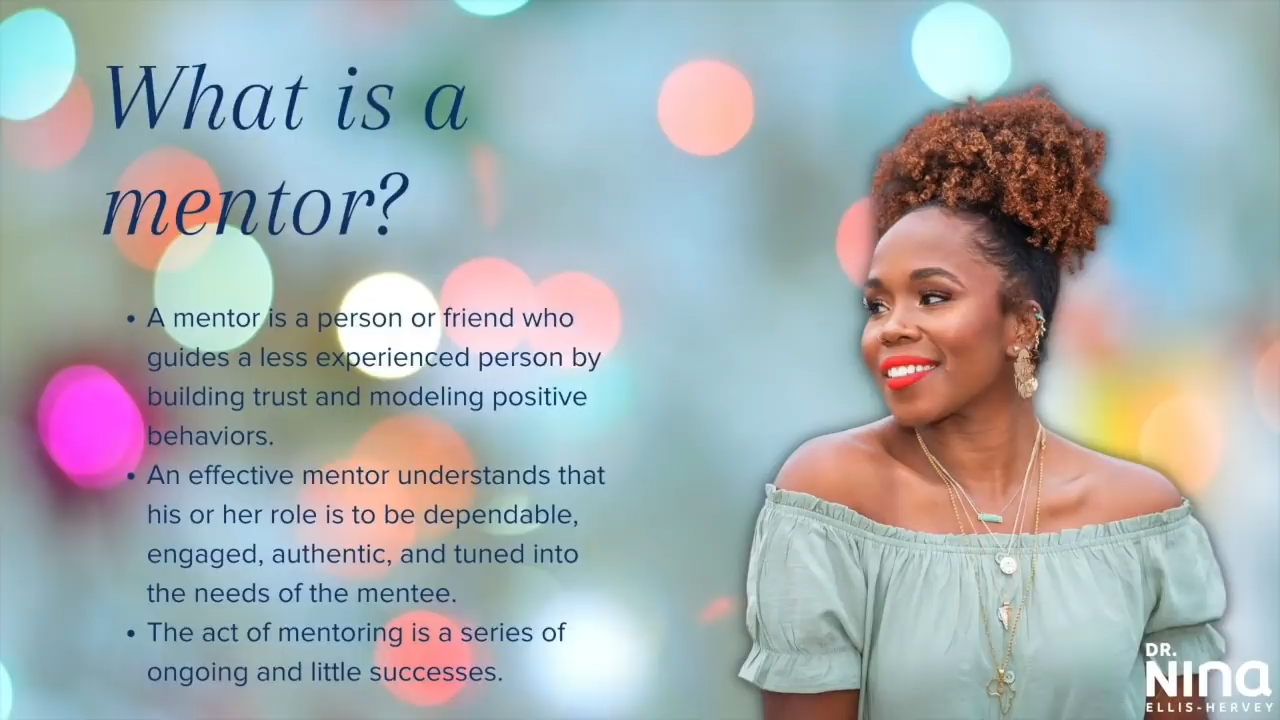 What is a
mentor?
• A mentor is a person or friend who
guides a less experienced person by
building trust and modeling positive
behaviors.
• An effective mentor understands that
his or her role is to be dependable,
engaged, authentic, and tuned into
the needs of the mentee.
• The act of mentoring is a series of
ongoing and little successes.
DR.
Nina
ELLIS-HERVEY